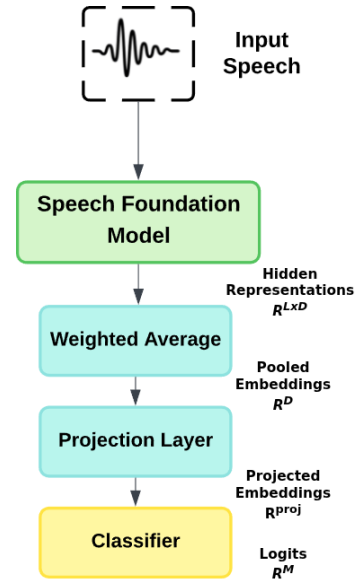 Input
Speech
Speech Foundation
Model
Hidden
Representations
R^{LxD}
Weighted Average
Pooled
Embeddings
R^D
Projection Layer
Projected
Embeddings
R^{proj}
Classifier
Logits
R^M